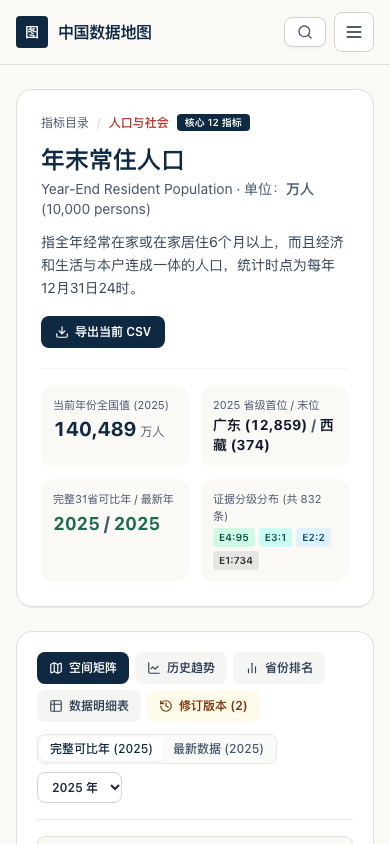 图 中国数据地图
指标目录 / 人口与社会 核心 12 指标
年末常住人口
Year-End Resident Population · 单位：万人
(10,000 persons)
指全年经常在家或在家居住6个月以上，而且经济
和生活与本户连成一体的人口，统计时点为每年
12月31日24时。
导出当前 CSV
当前年份全国值 (2025)
140,489 万人
2025 省级首位 / 末位
广东 (12,859) / 西
藏 (374)
完整31省可比年 / 最新年
2025 / 2025
证据分级分布 (共 832
条)
E4:95 E3:1 E2:2
E1:734
空间矩阵 历史趋势 省份排名
数据明细表 修订版本 (2)
完整可比年 (2025) 最新数据 (2025)
2025 年